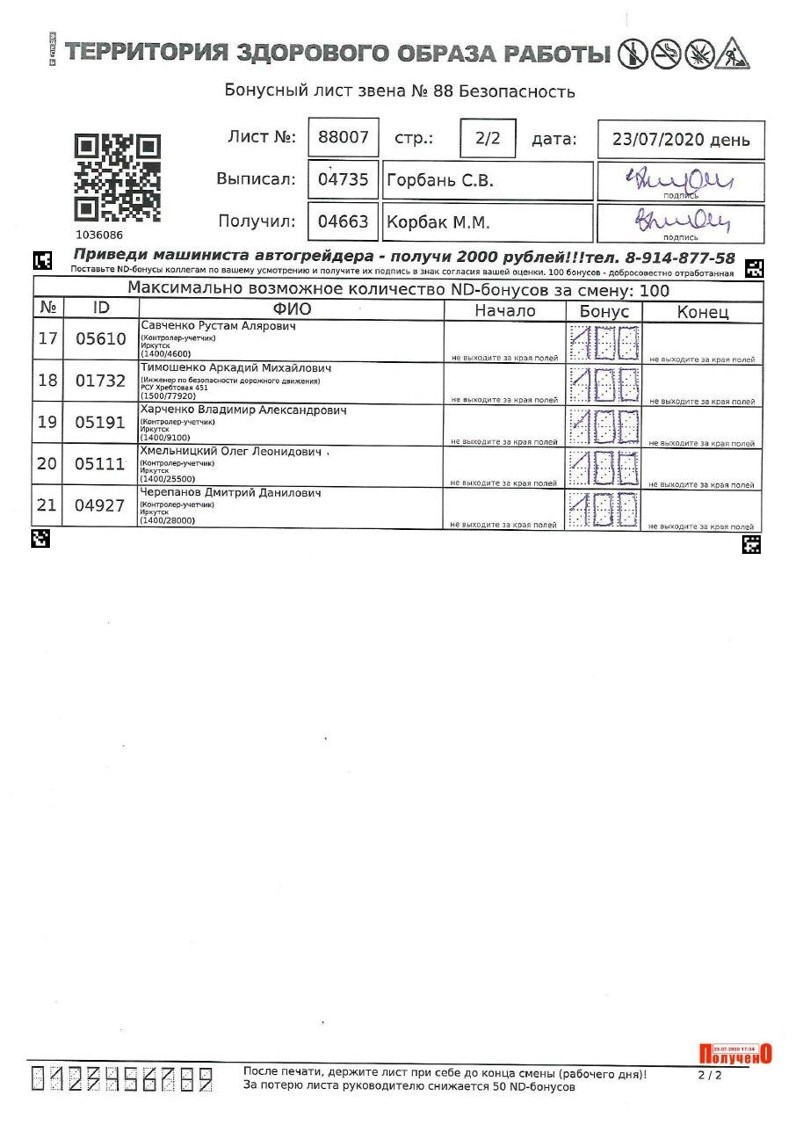 ТЕРРИТОРИЯ ЗДОРОВОГО ОБРАЗА РАБОТЫ
Бонусный лист звена № 88 Безопасность
Лист №: 88007 стр.: 2/2 дата: 23/07/2020 день
Выписал: 04735 Горбань С.В.
подпись
Получил: 04663 Корбак М.М.
подпись
1036086
Приведи машиниста автогрейдера - получи 2000 рублей!!!тел. 8-914-877-58
Поставьте ND-бонусы коллегам по вашему усмотрению и получите их подпись в знак согласия вашей оценки. 100 бонусов - добросовестно отработанная
Максимально возможное количество ND-бонусов за смену: 100
№ ID ФИО Начало Бонус Конец
17 05610 Савченко Рустам Алярович
(Контролер-учетчик)
Иркутск
(1400/4600)
не выходите за края полей 100 не выходите за края полей
18 01732 Тимошенко Аркадий Михайлович
(Инженер по безопасности дорожного движения)
РСУ Хребтовая 451
(1500/77920)
не выходите за края полей 100 не выходите за края полей
19 05191 Харченко Владимир Александрович
(Контролер-учетчик)
Иркутск
(1400/9100)
не выходите за края полей 100 не выходите за края полей
20 05111 Хмельницкий Олег Леонидович
(Контролер-учетчик)
Иркутск
(1400/25500)
не выходите за края полей 100 не выходите за края полей
21 04927 Черепанов Дмитрий Данилович
(Контролер-учетчик)
Иркутск
(1400/28000)
не выходите за края полей 100 не выходите за края полей
23.07.2020 17:34
ПолученО
0123456789
После печати, держите лист при себе до конца смены (рабочего дня)!
2 / 2
За потерю листа руководителю снижается 50 ND-бонусов